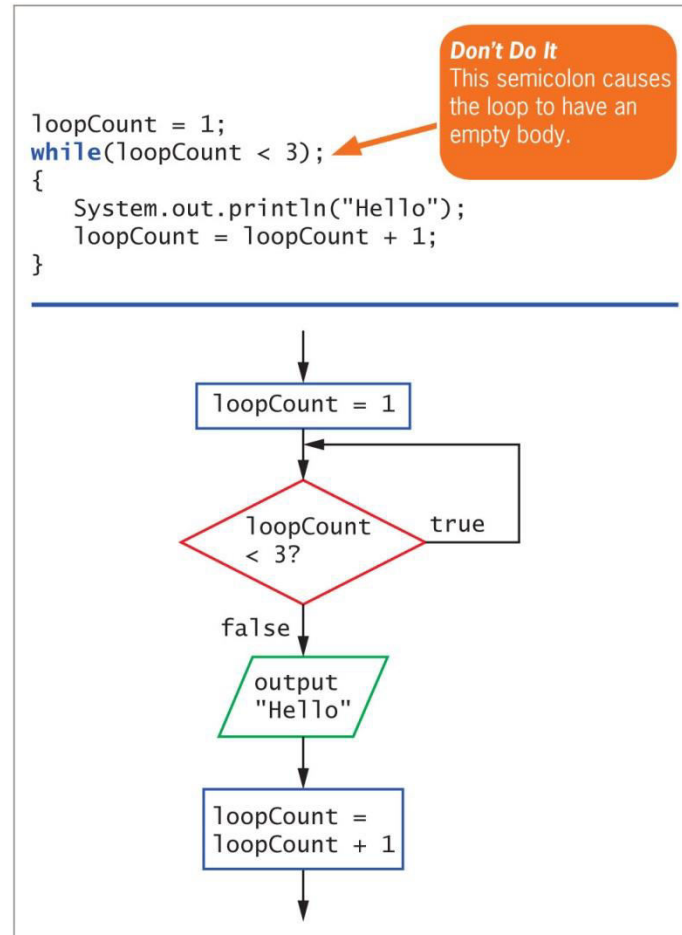 Don't Do It
This semicolon causes
the loop to have an
empty body.
loopCount = 1;
while(loopCount < 3);
{
   System.out.println("Hello");
   loopCount = loopCount + 1;
}
loopCount = 1
loopCount
< 3?
true
false
output
"Hello"
loopCount =
loopCount + 1